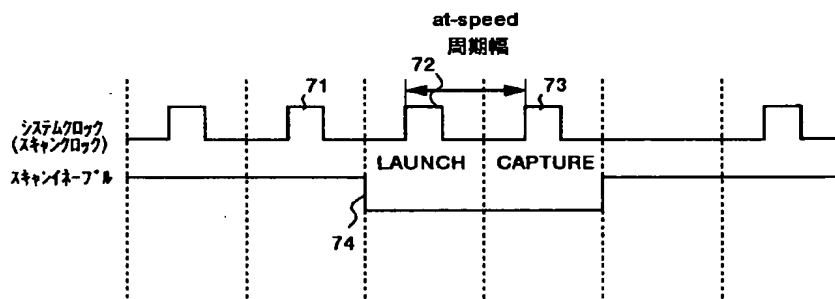 at-speed
周期幅
72
71
73
システムクロック
(スキャンクロック)
LAUNCH
CAPTURE
スキャンイネーブル
74